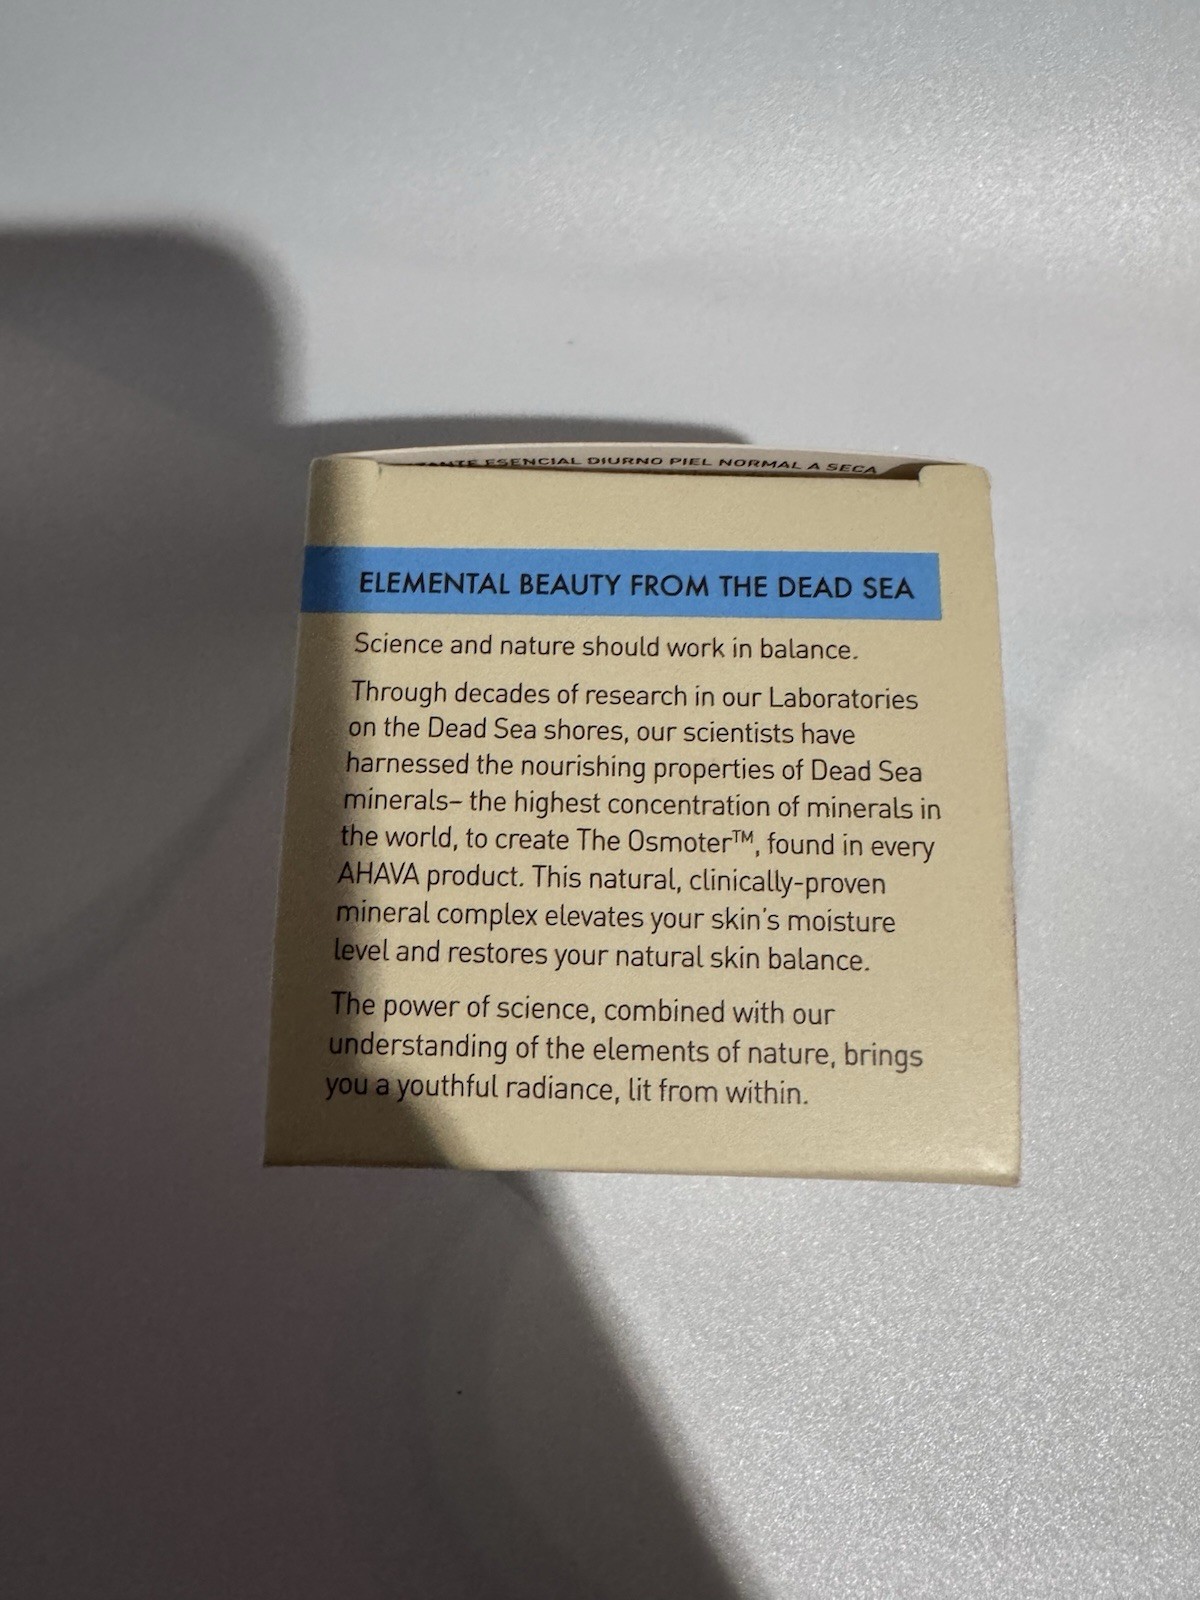 ESENCIAL DIURNO PIEL NORMAL A SECA
ELEMENTAL BEAUTY FROM THE DEAD SEA
Science and nature should work in balance.
Through decades of research in our Laboratories
on the Dead Sea shores, our scientists have
harnessed the nourishing properties of Dead Sea
minerals– the highest concentration of minerals in
the world, to create The Osmoter™, found in every
AHAVA product. This natural, clinically-proven
mineral complex elevates your skin's moisture
level and restores your natural skin balance.
The power of science, combined with our
understanding of the elements of nature, brings
you a youthful radiance, lit from within.